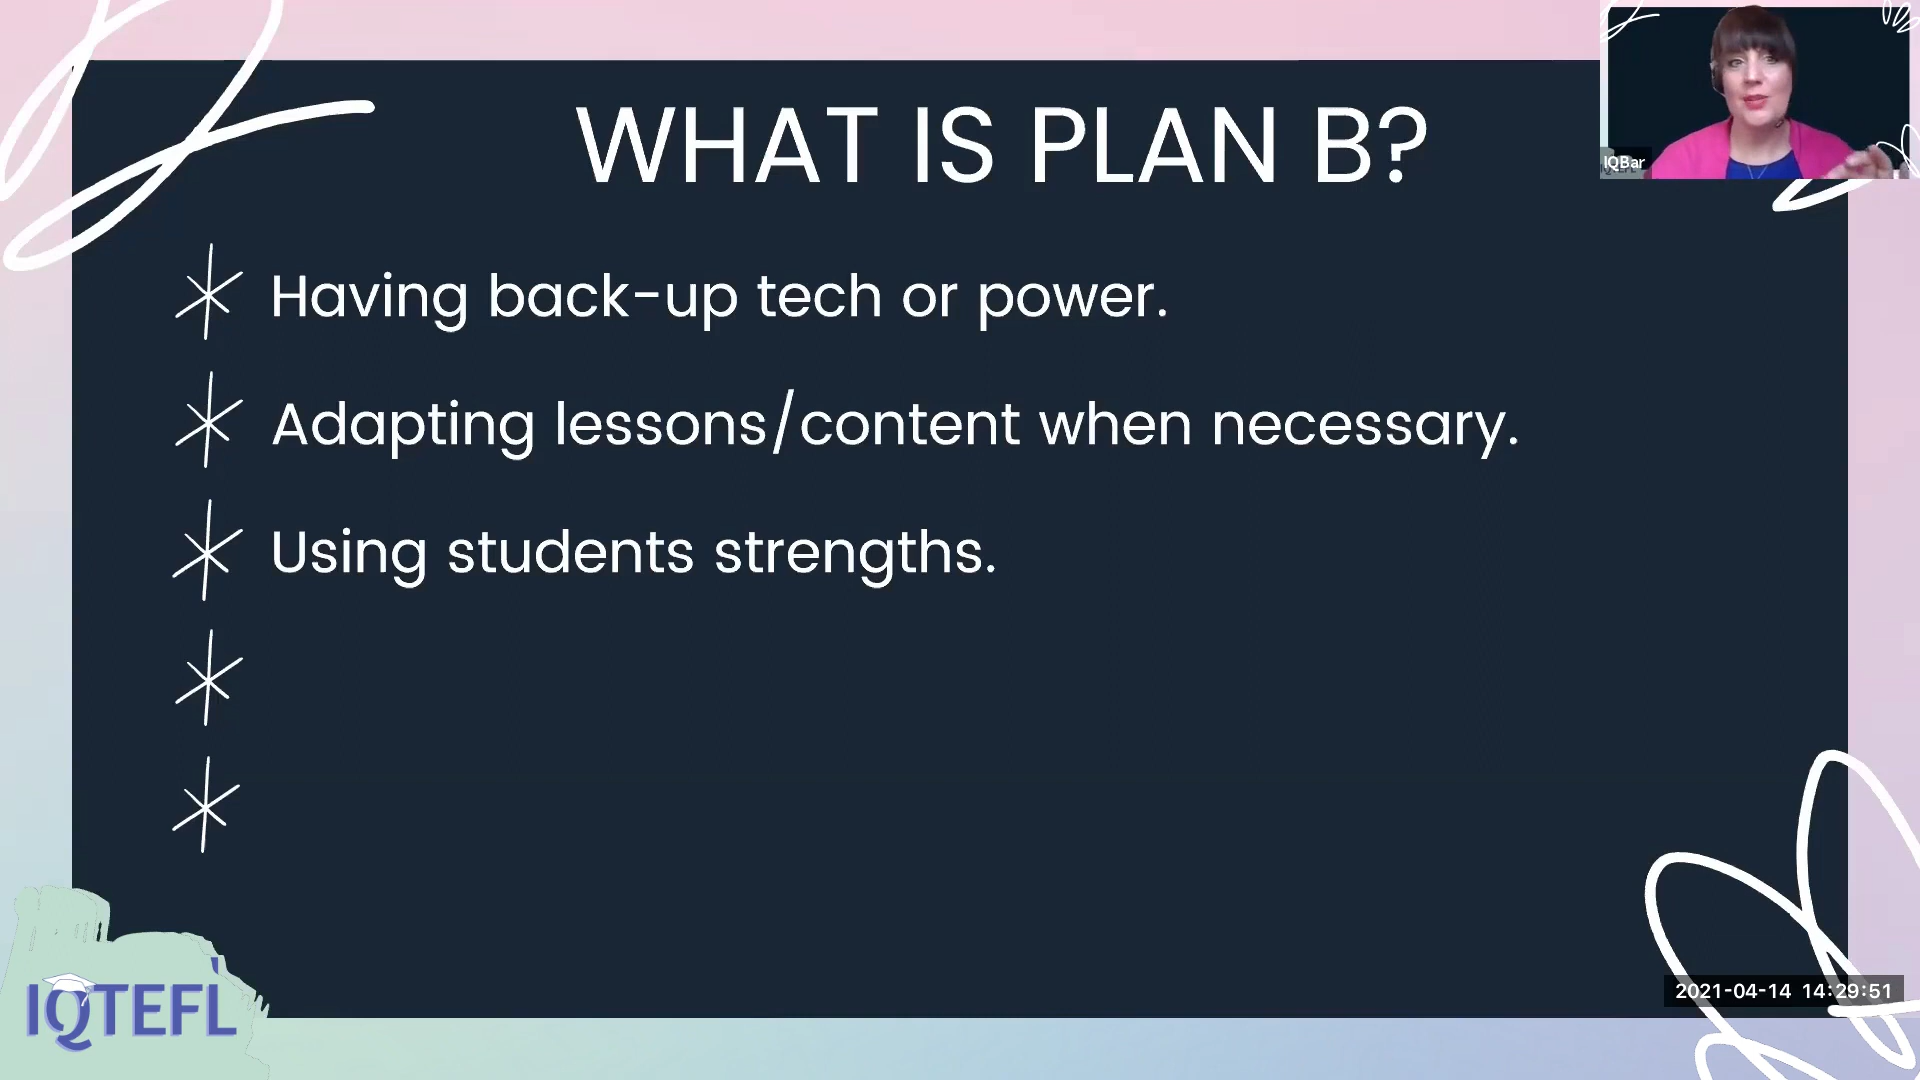 WHAT IS PLAN B?
IQBar
Having back-up tech or power.
Adapting lessons/content when necessary.
Using students strengths.
IQTEFL
2021-04-14 14:29:51